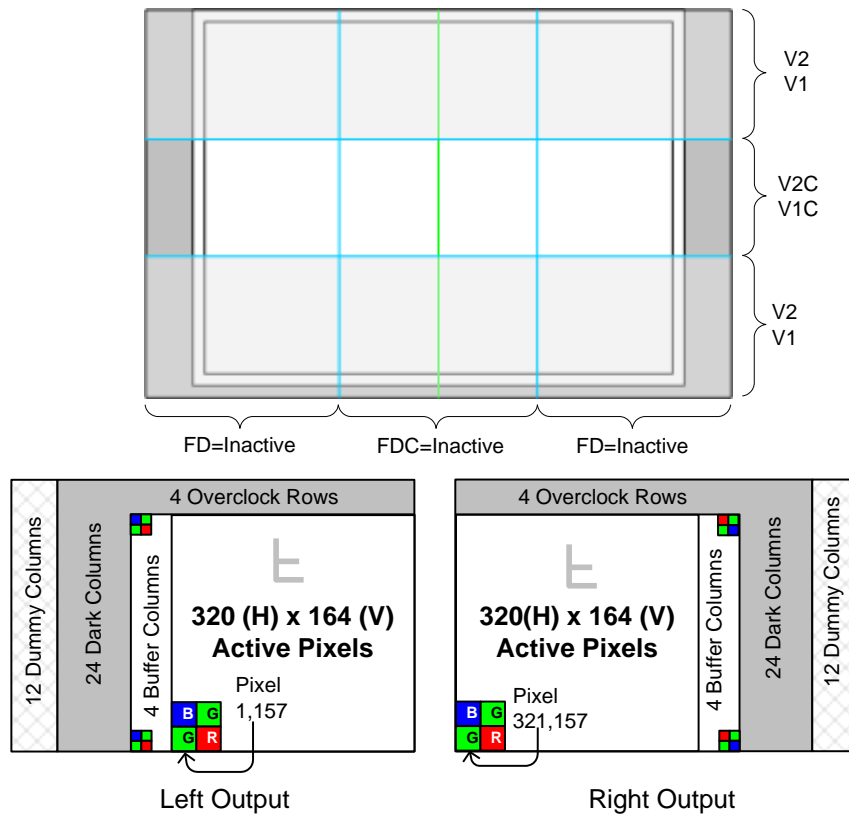 V2
V1
V2C
V1C
V2
V1
FD=Inactive
FDC=Inactive
FD=Inactive
12 Dummy Columns
24 Dark Columns
4 Overclock Rows
4 Buffer Columns
320 (H) x 164 (V)
Active Pixels
Pixel
1,157
B G
G R
Left Output
4 Overclock Rows
320(H) x 164 (V)
Active Pixels
Pixel
321,157
B G
G R
4 Buffer Columns
24 Dark Columns
12 Dummy Columns
Right Output